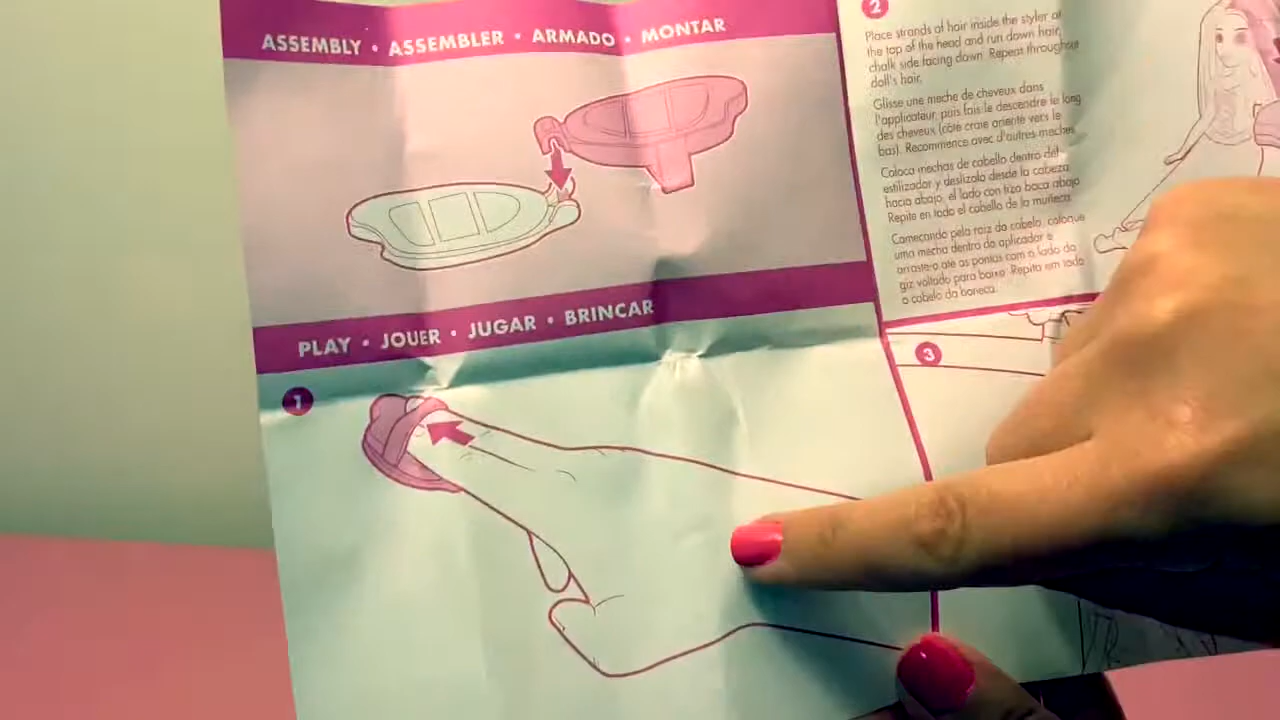 ASSEMBLY • ASSEMBLER • ARMADO • MONTAR
PLAY • JOUER • JUGAR • BRINCAR
1
2
Place strands of hair inside the styler at
the top of the head and run down hair,
chalk side facing down. Repeat throughout
doll's hair.
Glisse une mèche de cheveux dans
l'applicateur, puis fais le descendre le long
des cheveux (côté craie orienté vers le
bas). Recommence avec d'autres mèches.
Coloca mechas de cabello dentro del
estilizador y deslízalo desde la cabeza
hacia abajo, el lado con tiza boca abajo.
Repite en todo el cabello de la muñeca.
Começando pela raiz do cabelo, coloque
uma mecha dentro do aplicador e
arraste-o até as pontas com o lado do
giz voltado para baixo. Repita em todo
o cabelo da boneca.
3